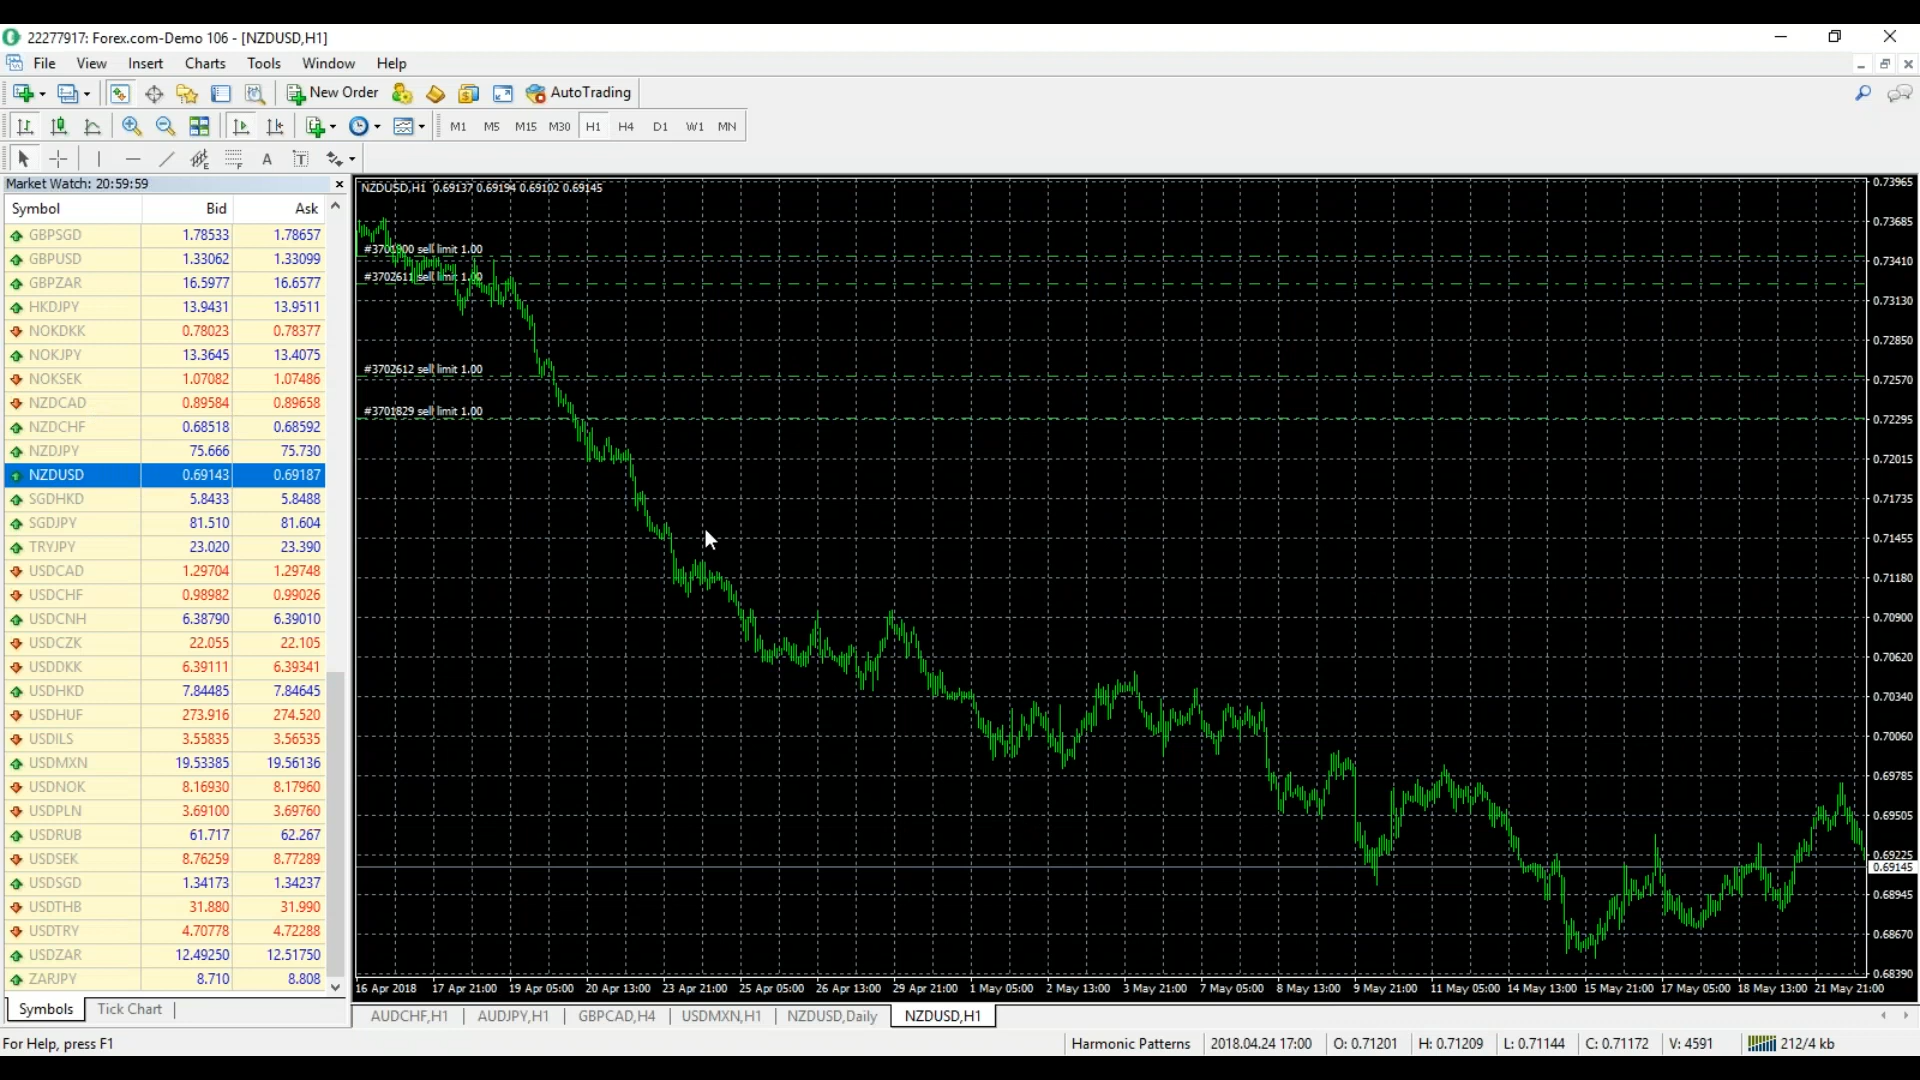 22277917: Forex.com-Demo 106 - [NZDUSD,H1]
File View Insert Charts Tools Window Help
New Order AutoTrading
M1 M5 M15 M30 H1 H4 D1 W1 MN
A T
Market Watch: 20:59:59
Symbol Bid Ask
GBPSGD 1.78533 1.78657
GBPUSD 1.33062 1.33099
GBPZAR 16.5977 16.6577
HKDJPY 13.9431 13.9511
NOKDKK 0.78023 0.78377
NOKJPY 13.3645 13.4075
NOKSEK 1.07082 1.07486
NZDCAD 0.89584 0.89658
NZDCHF 0.68518 0.68592
NZDJPY 75.666 75.730
NZDUSD 0.69143 0.69187
SGDHKD 5.8433 5.8488
SGDJPY 81.510 81.604
TRYJPY 23.020 23.390
USDCAD 1.29704 1.29748
USDCHF 0.98982 0.99026
USDCNH 6.38790 6.39010
USDCZK 22.055 22.105
USDDKK 6.39111 6.39341
USDHKD 7.84485 7.84645
USDHUF 273.916 274.520
USDILS 3.55835 3.56535
USDMXN 19.53385 19.56136
USDNOK 8.16930 8.17960
USDPLN 3.69100 3.69760
USDRUB 61.717 62.267
USDSEK 8.76259 8.77289
USDSGD 1.34173 1.34237
USDTHB 31.880 31.990
USDTRY 4.70778 4.72288
USDZAR 12.49250 12.51750
ZARJPY 8.710 8.808
Symbols Tick Chart
NZDUSD,H1 0.69137 0.69194 0.69102 0.69145
#3701900 sell limit 1.00
#3702611 sell limit 1.00
#3702612 sell limit 1.00
#3701829 sell limit 1.00
0.73965
0.73685
0.73410
0.73130
0.72850
0.72570
0.72295
0.72015
0.71735
0.71455
0.71180
0.70900
0.70620
0.70340
0.70060
0.69785
0.69505
0.69225
0.69145
0.68945
0.68670
0.68390
16 Apr 2018 17 Apr 21:00 19 Apr 05:00 20 Apr 13:00 23 Apr 21:00 25 Apr 05:00 26 Apr 13:00 29 Apr 21:00 1 May 05:00 2 May 13:00 3 May 21:00 7 May 05:00 8 May 13:00 9 May 21:00 11 May 05:00 14 May 13:00 15 May 21:00 17 May 05:00 18 May 13:00 21 May 21:00
AUDCHF,H1 AUDJPY,H1 GBPCAD,H4 USDMXN,H1 NZDUSD,Daily NZDUSD,H1
For Help, press F1 Harmonic Patterns 2018.04.24 17:00 O: 0.71201 H: 0.71209 L: 0.71144 C: 0.71172 V: 4591 212/4 kb